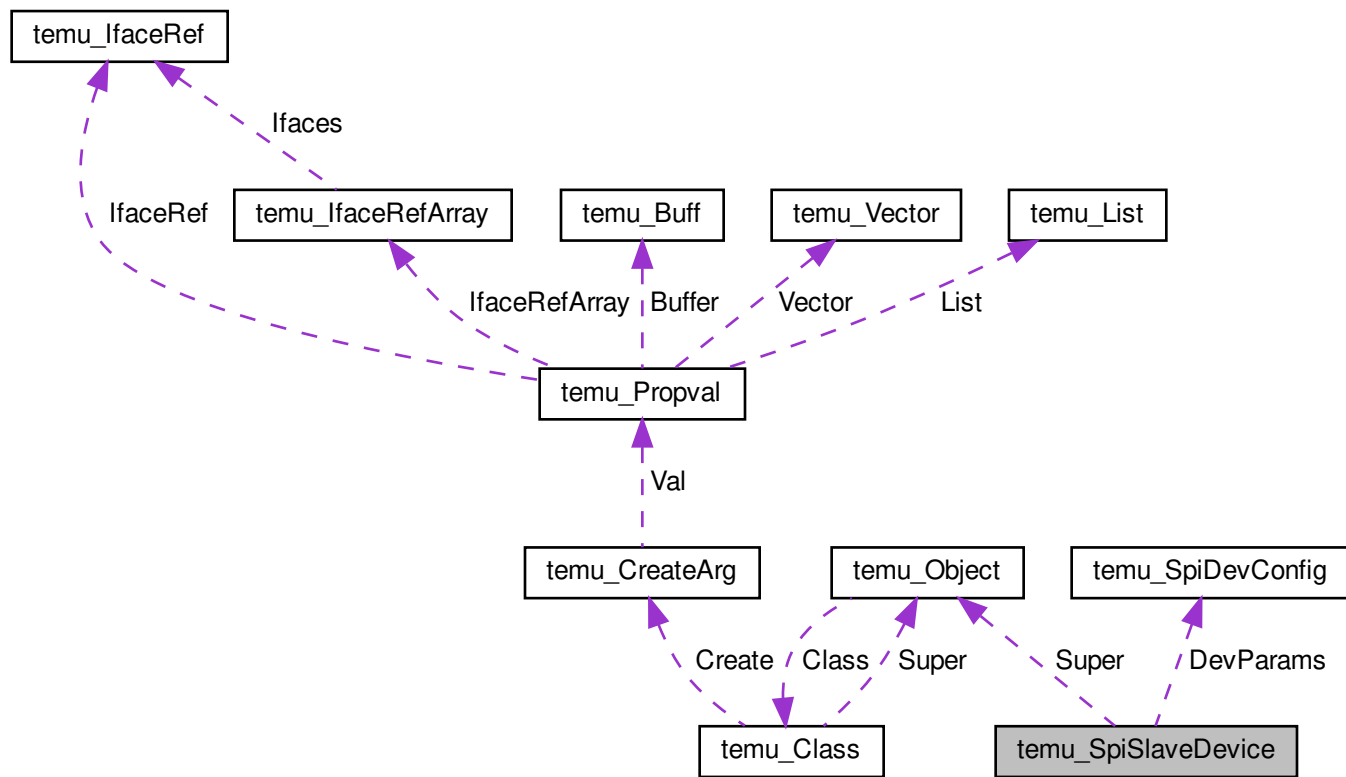 temu_IfaceRef
Ifaces
IfaceRef
temu_IfaceRefArray
temu_Buff
temu_Vector
temu_List
IfaceRefArray
Buffer
Vector
List
temu_Propval
Val
temu_CreateArg
temu_Object
temu_SpiDevConfig
Create
Class
Super
Super
DevParams
temu_Class
temu_SpiSlaveDevice